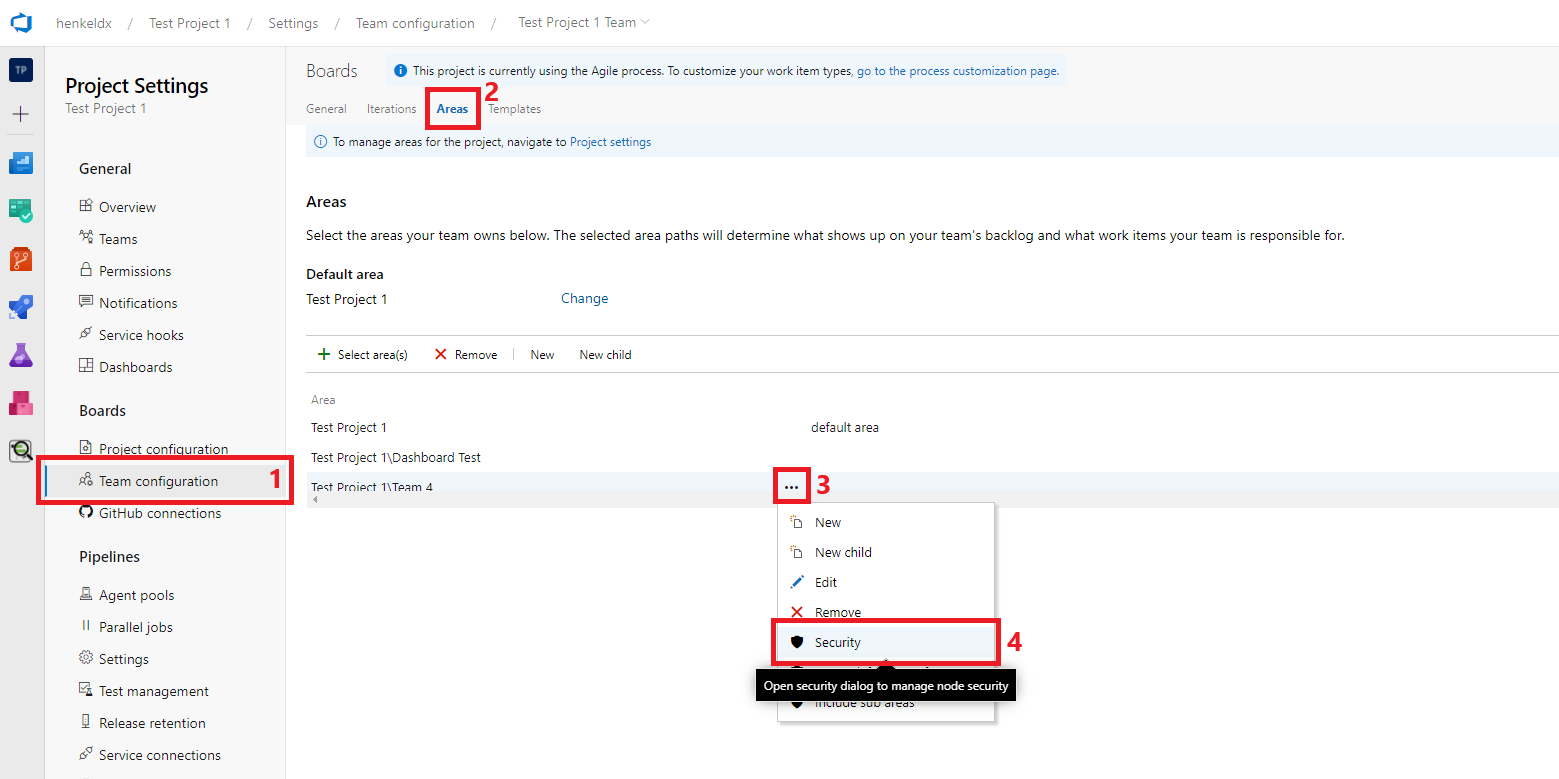 henkeldx / Test Project 1 / Settings / Team configuration / Test Project 1 Team
TP
Project Settings
Test Project 1
General
Overview
Teams
Permissions
Notifications
Service hooks
Dashboards
Boards
Project configuration
Team configuration 1
GitHub connections
Pipelines
Agent pools
Parallel jobs
Settings
Test management
Release retention
Service connections
Boards
This project is currently using the Agile process. To customize your work item types, go to the process customization page.
2
General Iterations Areas Templates
To manage areas for the project, navigate to Project settings
Areas
Select the areas your team owns below. The selected area paths will determine what shows up on your team's backlog and what work items your team is responsible for.
Default area
Test Project 1 Change
Select area(s) Remove New New child
Area
Test Project 1 default area
Test Project 1\Dashboard Test
Test Project 1\Team 4 ... 3
New
New child
Edit
Remove
Security 4
Open security dialog to manage node security
Include sub areas